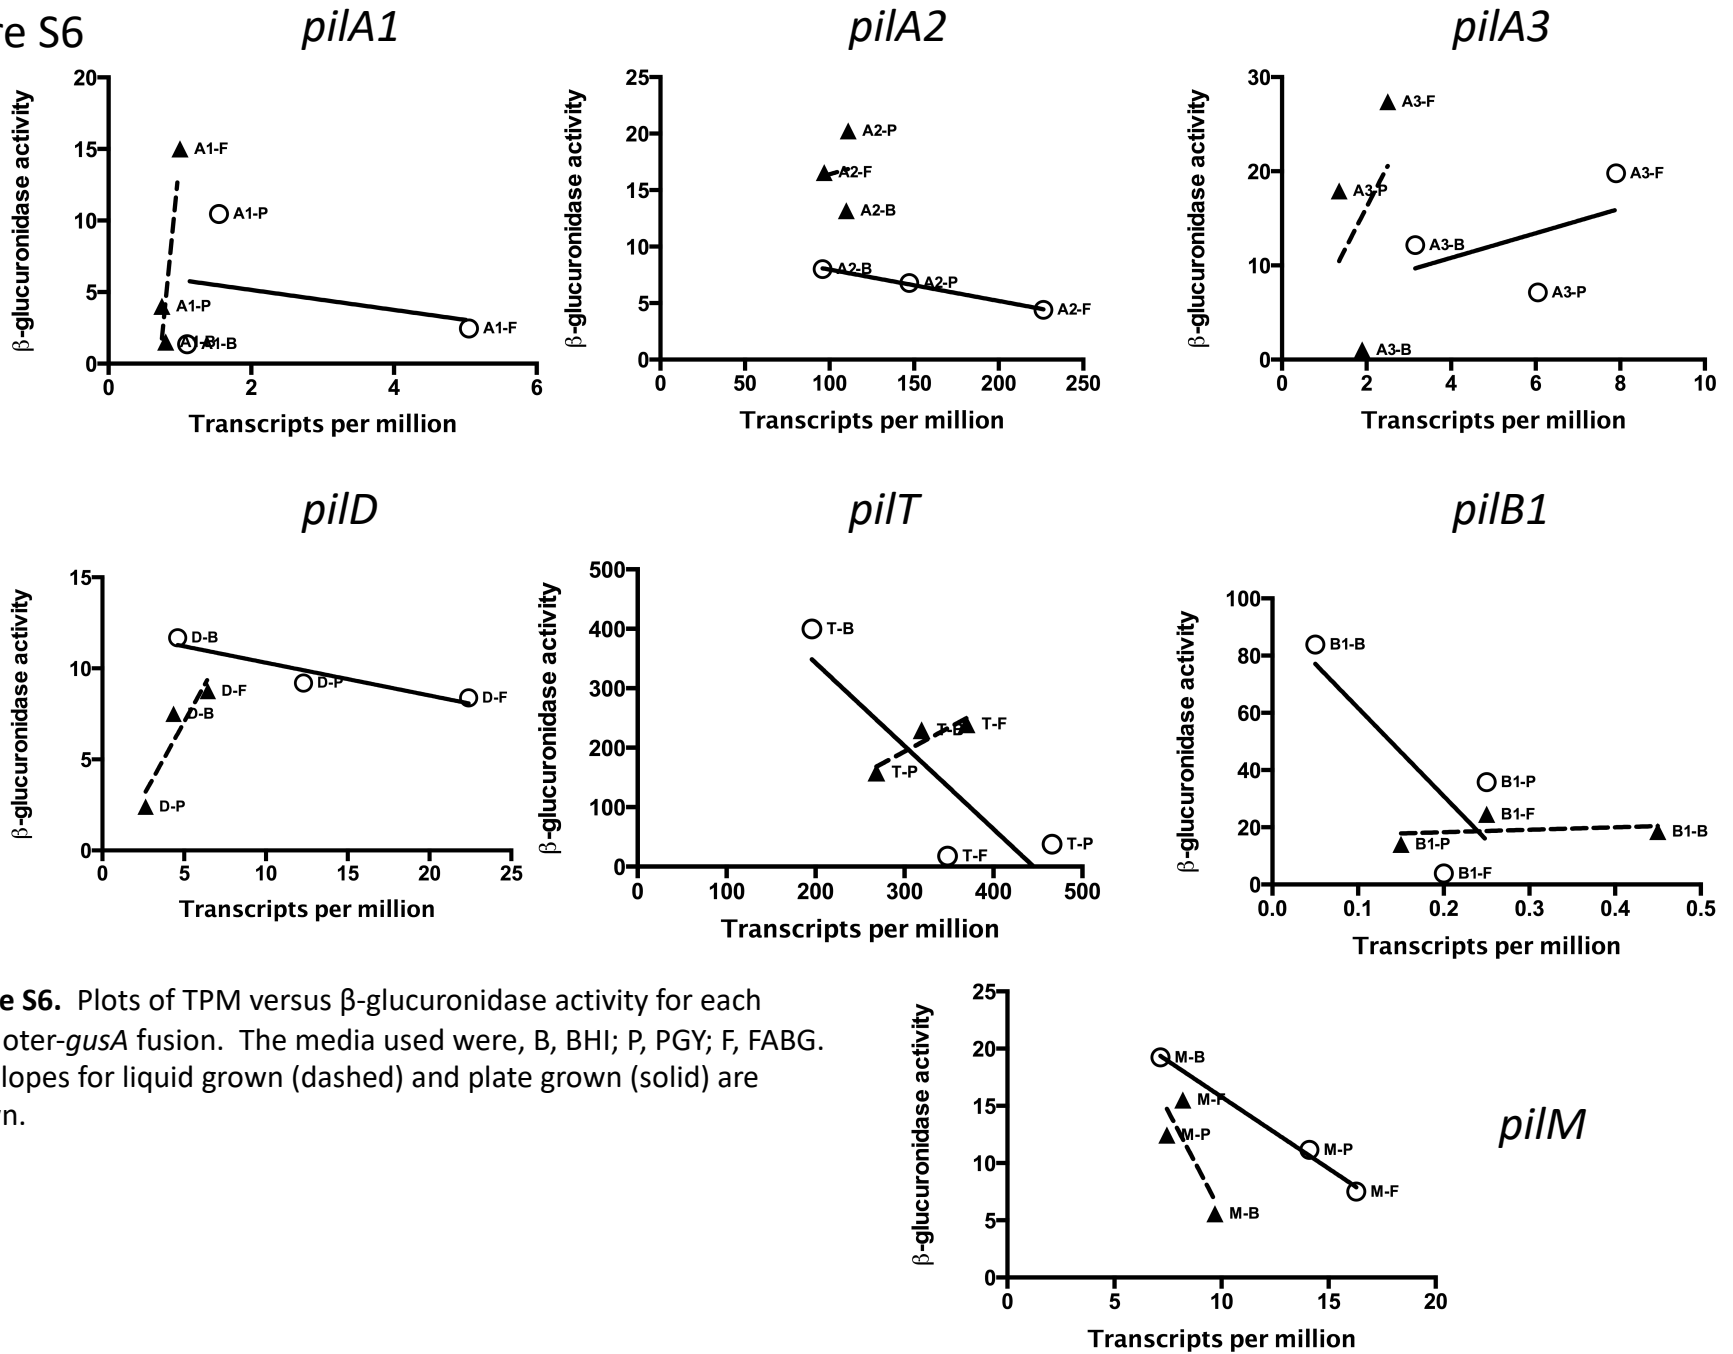 re S6
pilA1
pilA2
pilA3
β-glucuronidase activity
20
15
10
5
0
A1-F
A1-P
A1-P
A1-B
A1-B
A1-F
0 2 4 6
Transcripts per million
β-glucuronidase activity
25
20
15
10
5
0
A2-P
A2-F
A2-B
A2-B
A2-P
A2-F
0 50 100 150 200 250
Transcripts per million
β-glucuronidase activity
30
20
10
0
A3-F
A3-P
A3-F
A3-B
A3-P
A3-B
0 2 4 6 8 10
Transcripts per million
pilD
pilT
pilB1
β-glucuronidase activity
15
10
5
0
D-B
D-F
D-P
D-F
D-B
D-P
0 5 10 15 20 25
Transcripts per million
β-glucuronidase activity
500
400
300
200
100
0
T-B
T-B
T-F
T-P
T-F
T-P
0 100 200 300 400 500
Transcripts per million
β-glucuronidase activity
100
80
60
40
20
0
B1-B
B1-P
B1-F
B1-B
B1-P
B1-F
0.0 0.1 0.2 0.3 0.4 0.5
Transcripts per million
e S6. Plots of TPM versus β-glucuronidase activity for each
oter-gusA fusion. The media used were, B, BHI; P, PGY; F, FABG.
lopes for liquid grown (dashed) and plate grown (solid) are
n.
β-glucuronidase activity
25
20
15
10
5
0
M-B
M-F
M-P
M-P
M-F
M-B
0 5 10 15 20
Transcripts per million
pilM